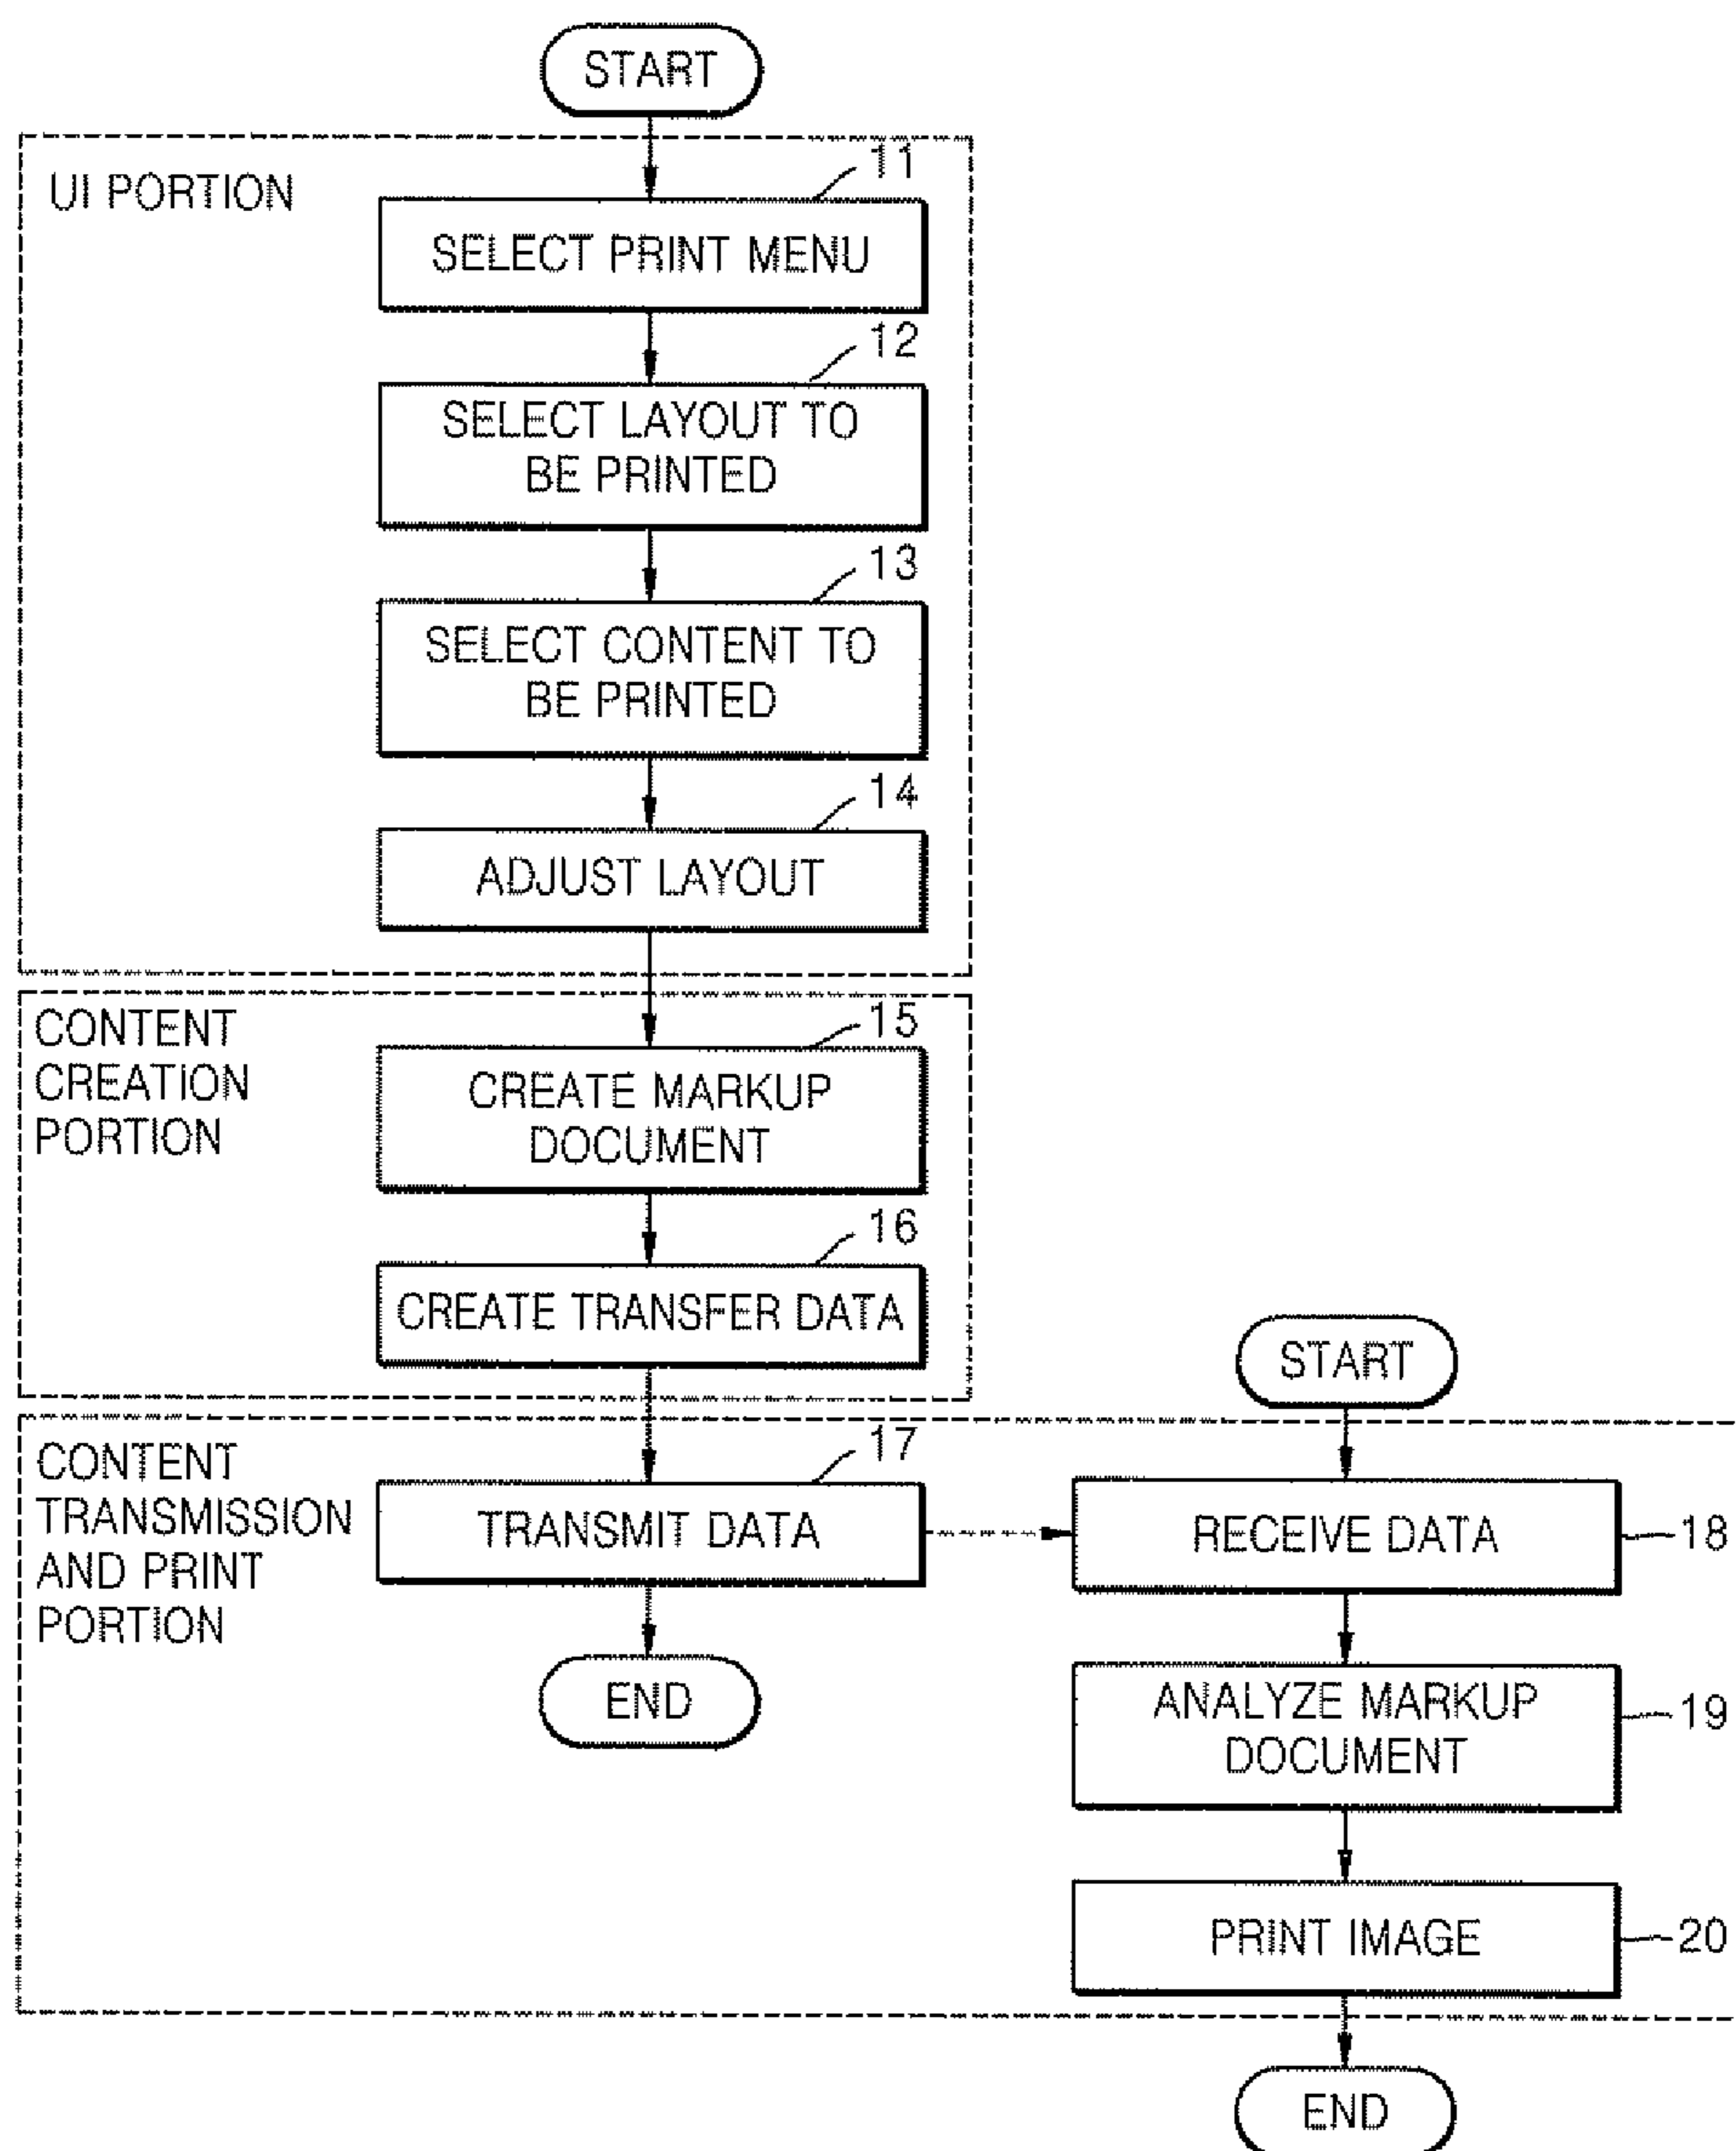 START
UI PORTION
11
SELECT PRINT MENU
12
SELECT LAYOUT TO
BE PRINTED
13
SELECT CONTENT TO
BE PRINTED
14
ADJUST LAYOUT
CONTENT
CREATION
PORTION
15
CREATE MARKUP
DOCUMENT
16
CREATE TRANSFER DATA
START
CONTENT
TRANSMISSION
AND PRINT
PORTION
17
TRANSMIT DATA
RECEIVE DATA
18
END
ANALYZE MARKUP
DOCUMENT
19
PRINT IMAGE
20
END